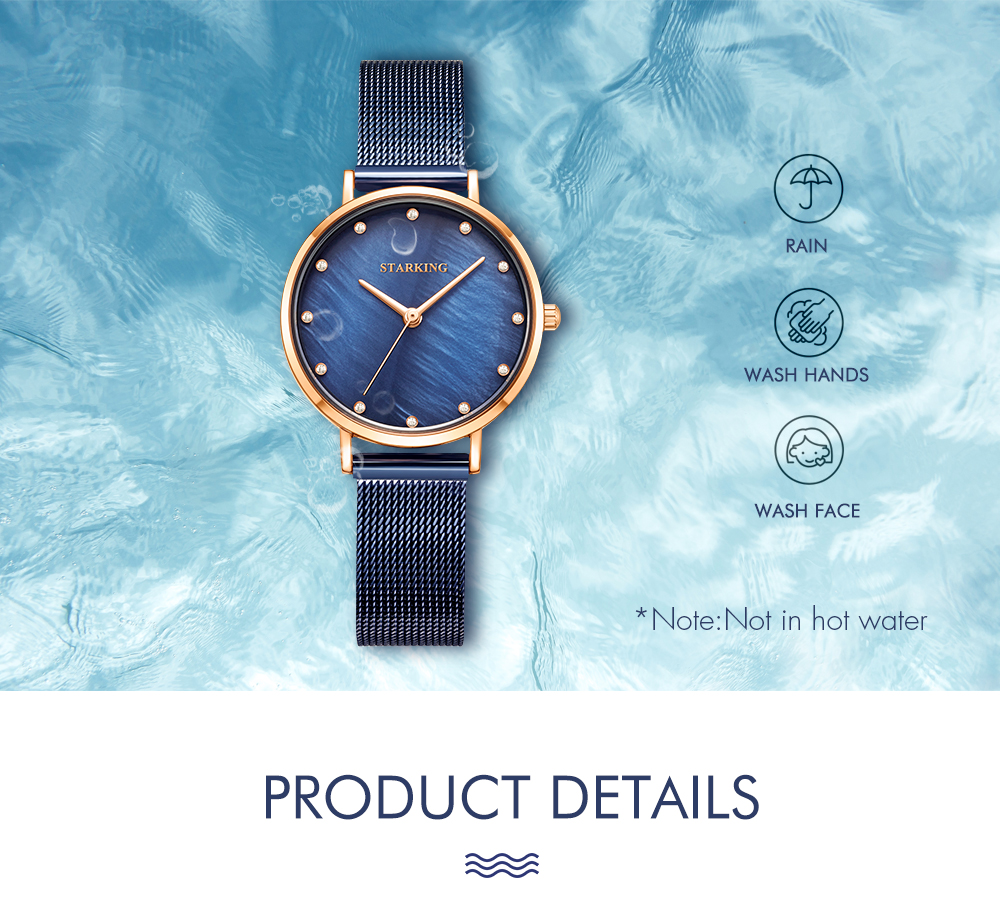 STARKING
RAIN
WASH HANDS
WASH FACE
*Note:Not in hot water
PRODUCT DETAILS